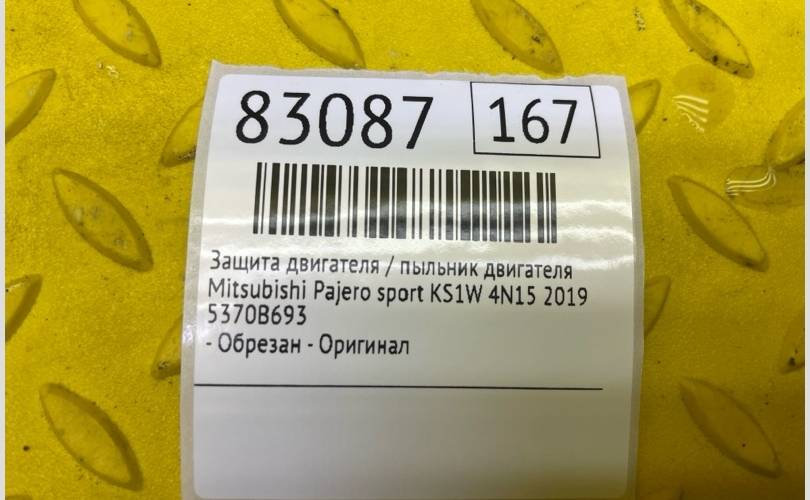 83087 167
Защита двигателя / пыльник двигателя
Mitsubishi Pajero sport KS1W 4N15 2019
5370B693
- Обрезан - Оригинал